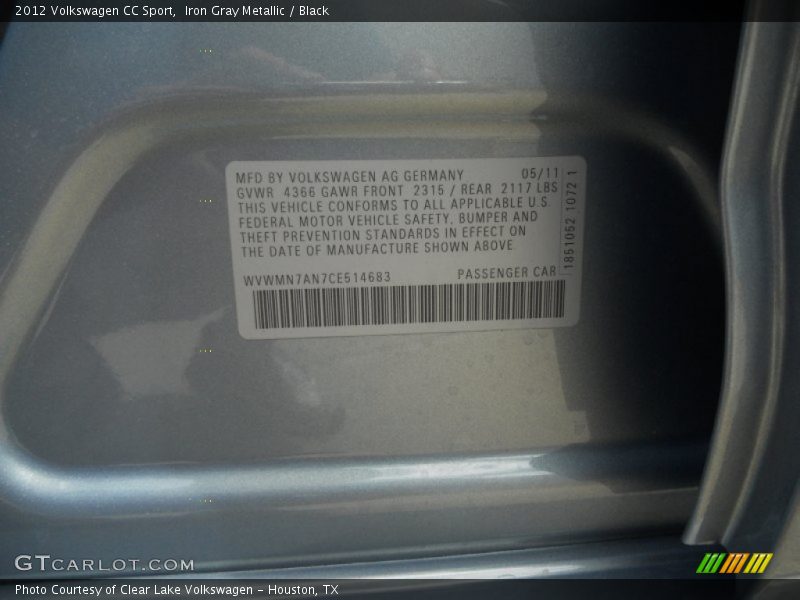 2012 Volkswagen CC Sport,  Iron Gray Metallic / Black
MFD BY VOLKSWAGEN AG GERMANY 05/11
GVWR 4366 GAWR FRONT 2315 / REAR 2117 LBS
THIS VEHICLE CONFORMS TO ALL APPLICABLE U.S.
FEDERAL MOTOR VEHICLE SAFETY, BUMPER AND
THEFT PREVENTION STANDARDS IN EFFECT ON
THE DATE OF MANUFACTURE SHOWN ABOVE
1851052 1072 1
WVWMN7AN7CE514683 PASSENGER CAR
GTCARLOT.COM
Photo Courtesy of Clear Lake Volkswagen – Houston, TX